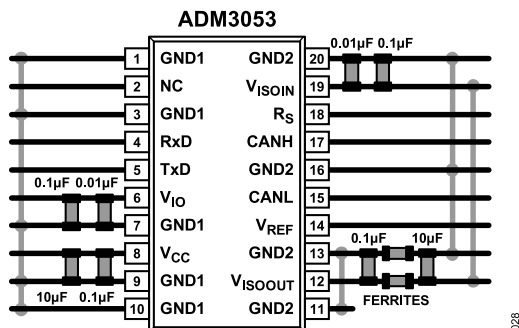 ADM3053
0.01µF 0.1µF
1 GND1 GND2 20
2 NC VISOIN 19
3 GND1 RS 18
4 RxD CANH 17
5 TxD GND2 16
0.1µF 0.01µF
6 VIO CANL 15
7 GND1 VREF 14
0.1µF 10µF
8 VCC GND2 13
9 GND1 VISOOUT 12
10µF 0.1µF
FERRITES
10 GND1 GND2 11
028